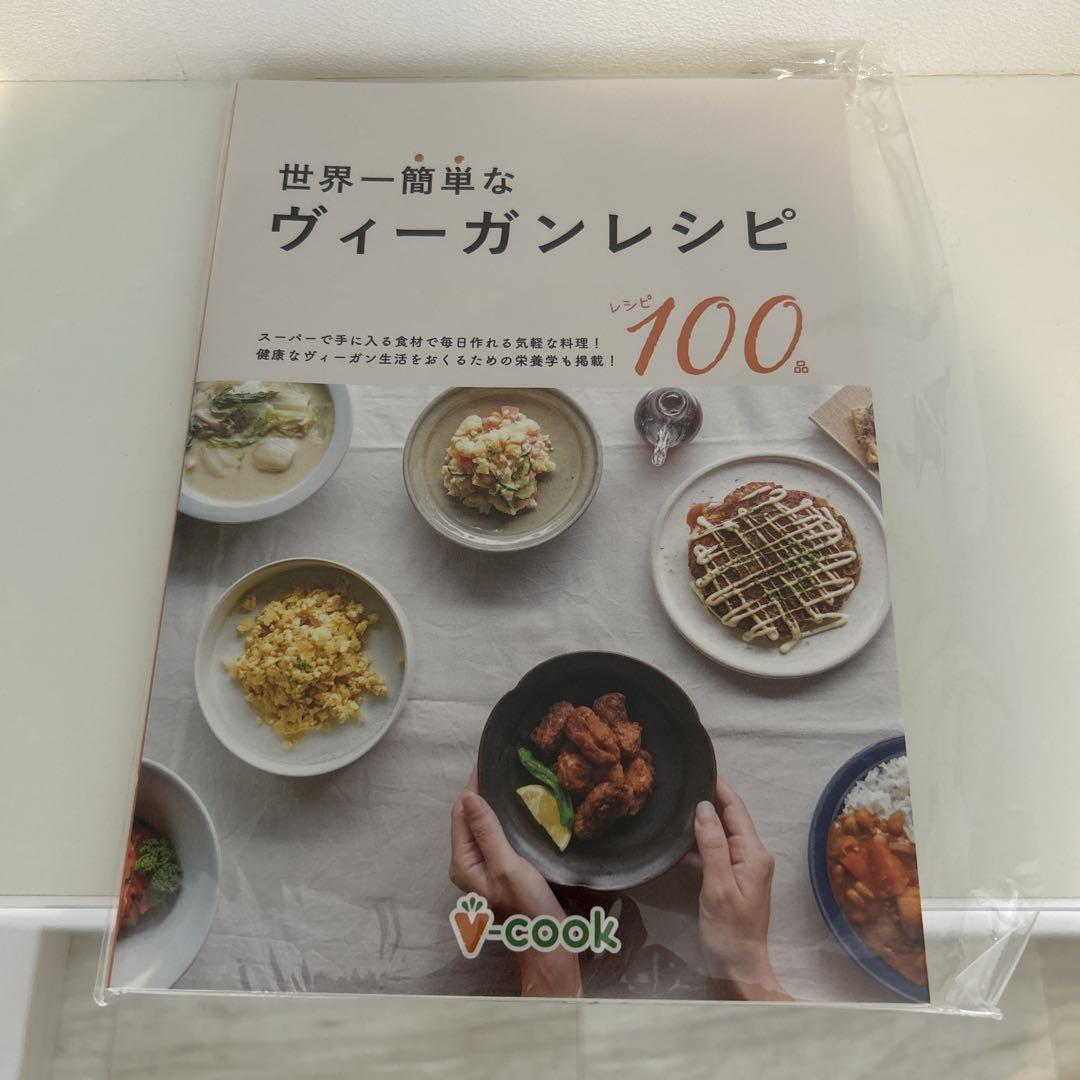 世界一簡単な
ヴィーガンレシピ
レシピ
100品
スーパーで手に入る食材で毎日作れる気軽な料理！
健康なヴィーガン生活をおくるための栄養学も掲載！
V-cook